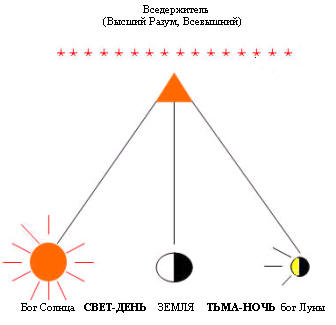 Вседержитель
(Высший Разум, Всевышний)
Бог Солнца СВЕТ-ДЕНЬ ЗЕМЛЯ ТЬМА-НОЧЬ бог Луны